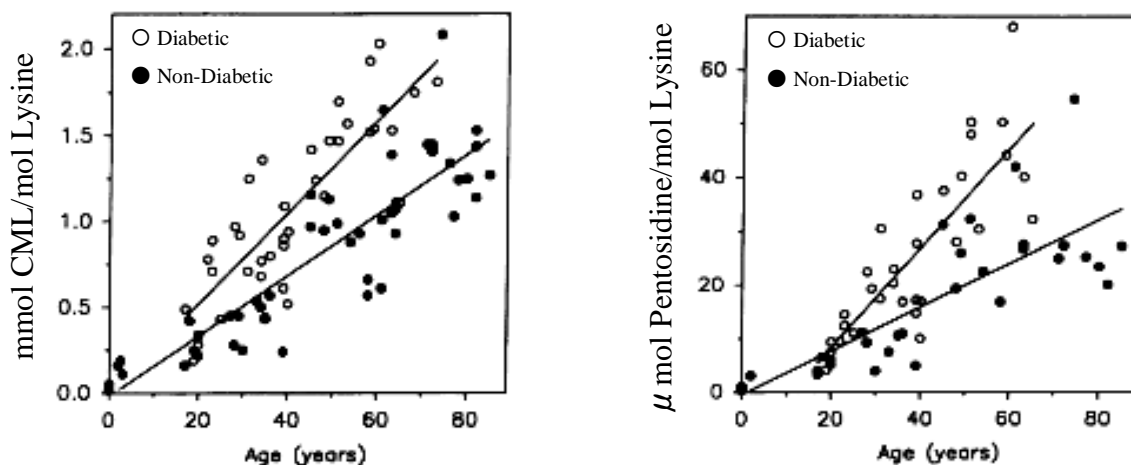 mmol CML/mol Lysine
2.0
1.5
1.0
0.5
0.0
Diabetic
Non-Diabetic
0 20 40 60 80
Age (years)
μ mol Pentosidine/mol Lysine
60
40
20
0
Diabetic
Non-Diabetic
0 20 40 60 80
Age (years)